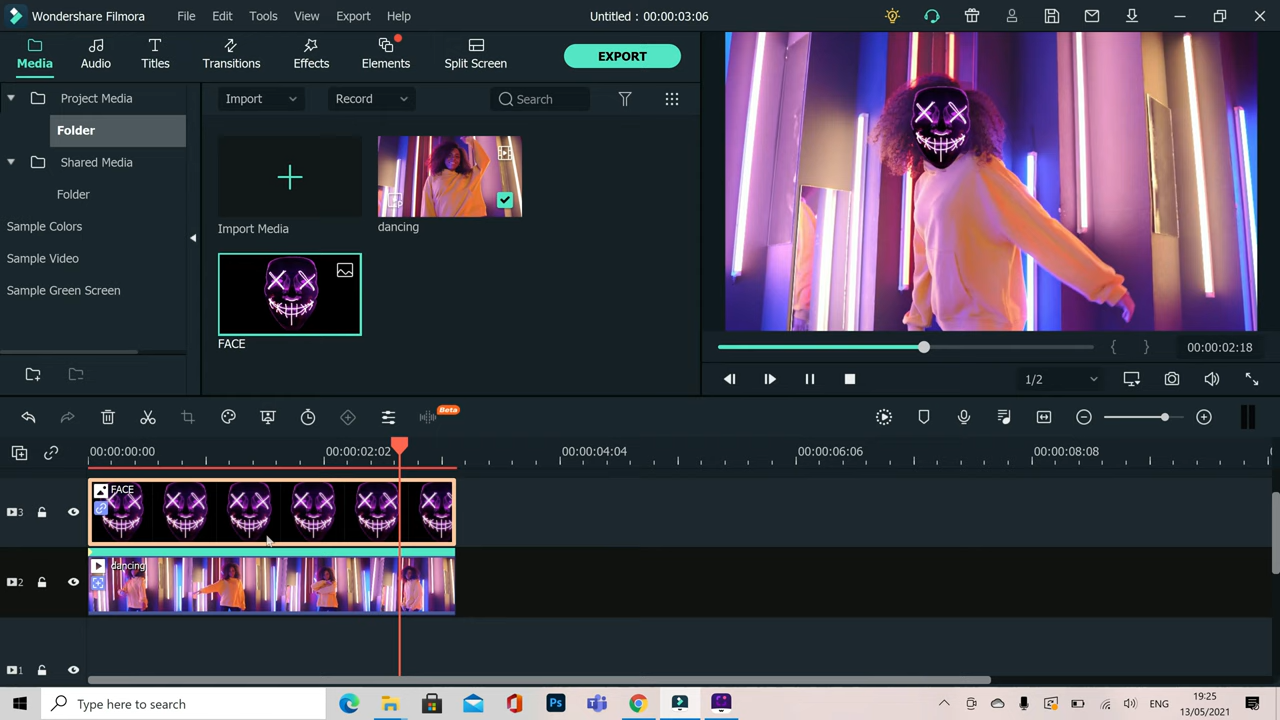 Wondershare Filmora File Edit Tools View Export Help Untitled : 00:00:03:06
Media Audio Titles Transitions Effects Elements Split Screen EXPORT
Project Media
Folder
Shared Media
Folder
Sample Colors
Sample Video
Sample Green Screen
Import Record Search
Import Media
dancing
FACE
00:00:02:18
1/2
Beta
00:00:00:00 00:00:02:02 00:00:04:04 00:00:06:06 00:00:08:08
3 FACE
2 dancing
1
Type here to search Ps ENG 19:25
13/05/2021